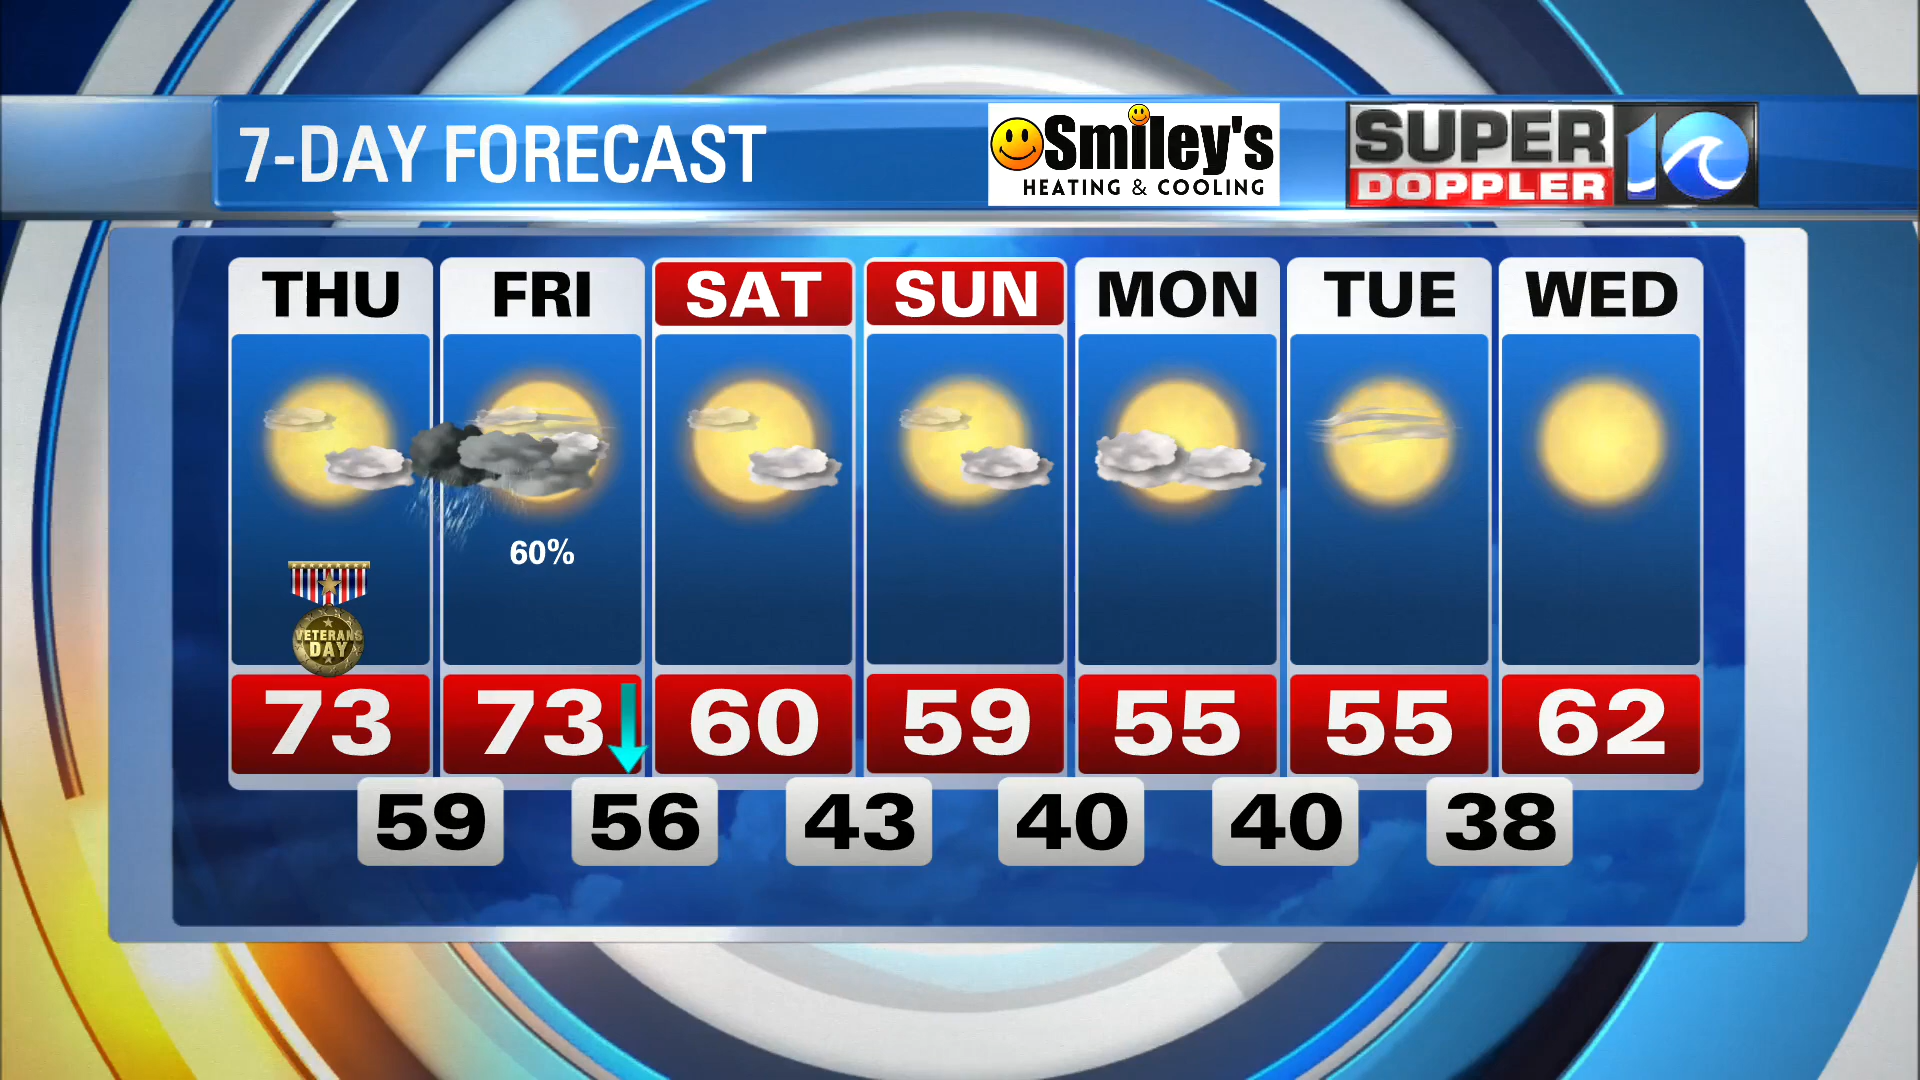 7-DAY FORECAST
Smiley's
HEATING & COOLING
SUPER
DOPPLER
10
THU FRI SAT SUN MON TUE WED
60%
VETERANS
DAY
73 73 60 59 55 55 62
59 56 43 40 40 38